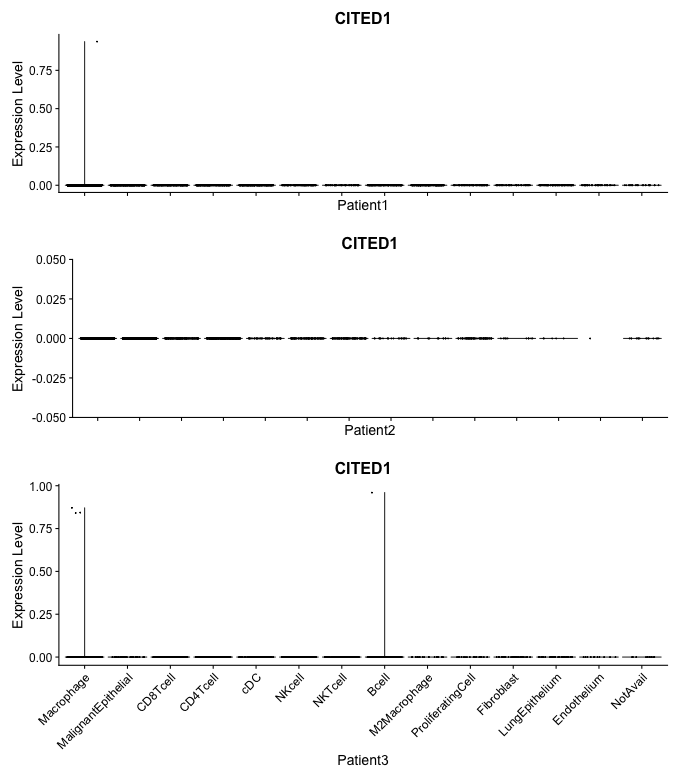 CITED1
Expression Level
0.75
0.50
0.25
0.00
Patient1
CITED1
Expression Level
0.050
0.025
0.000
-0.025
-0.050
Patient2
CITED1
Expression Level
1.00
0.75
0.50
0.25
0.00
Macrophage
MalignantEpithelial
CD8Tcell
CD4Tcell
cDC
NKcell
NKTcell
Bcell
M2Macrophage
ProliferatingCell
Fibroblast
LungEpithelium
Endothelium
NotAvail
Patient3